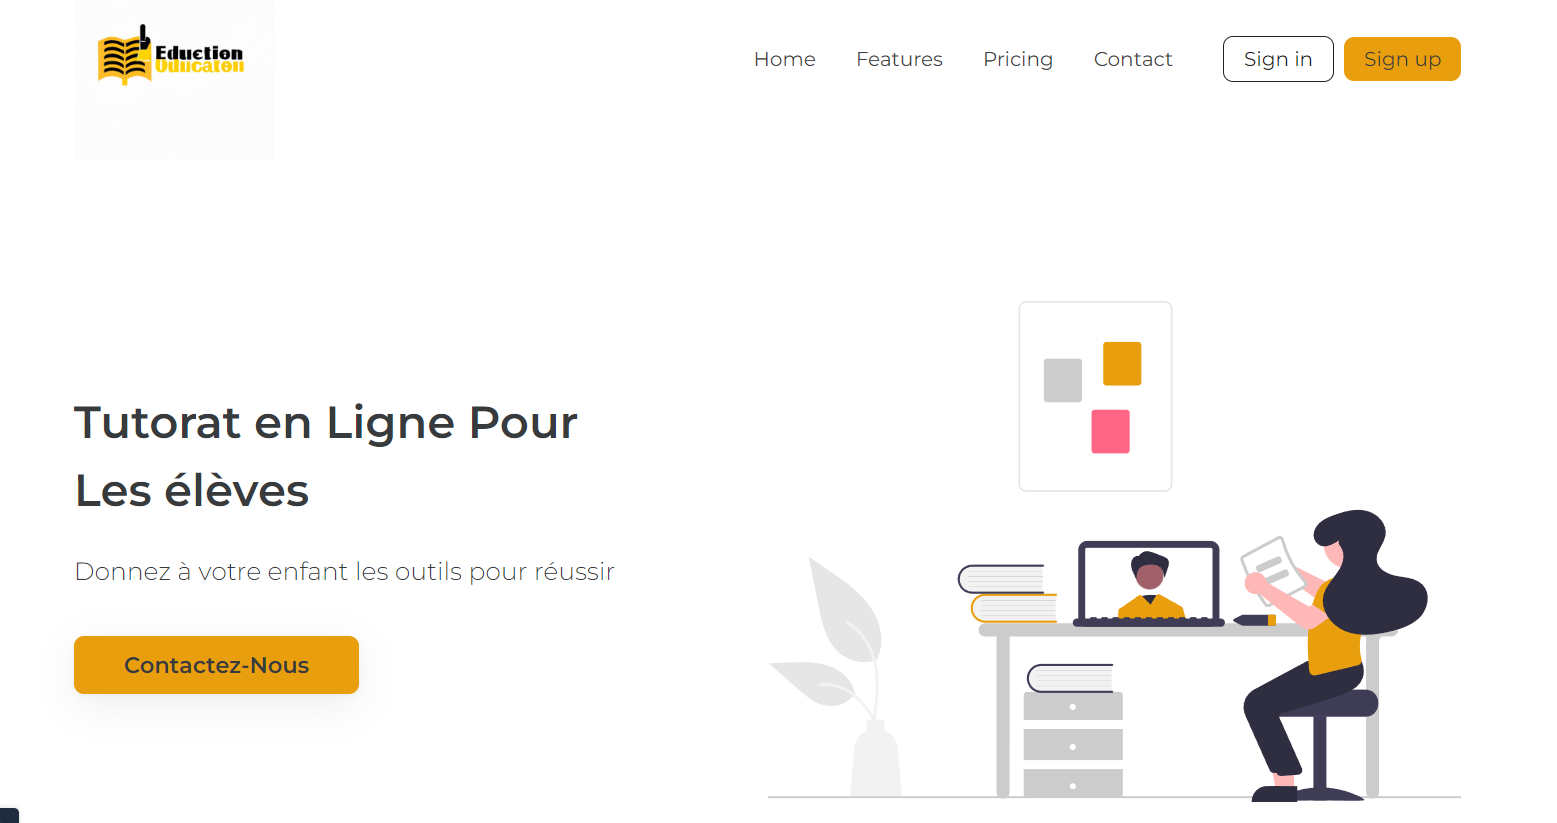 Eduction
Oducaton
Home Features Pricing Contact Sign in Sign up
Tutorat en Ligne Pour
Les élèves
Donnez à votre enfant les outils pour réussir
Contactez-Nous